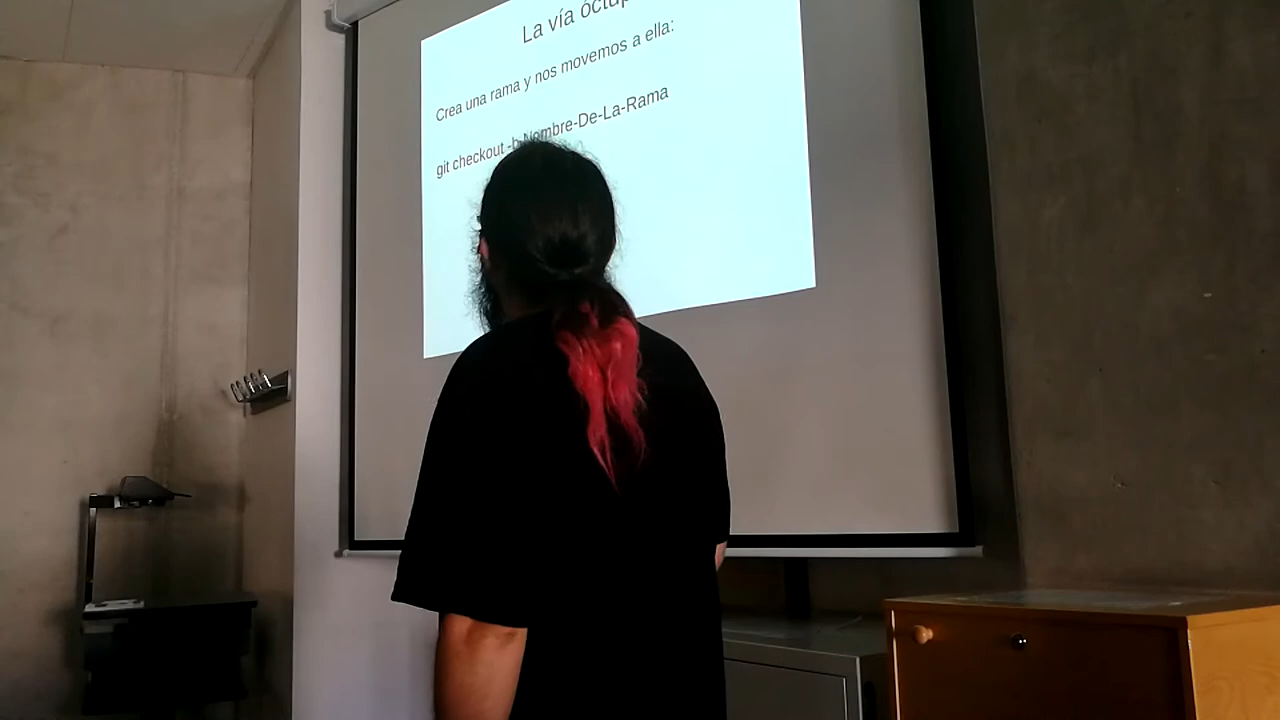 La vía
Crea una rama y nos movemos a ella:
git checkout -b Nombre-De-La-Rama